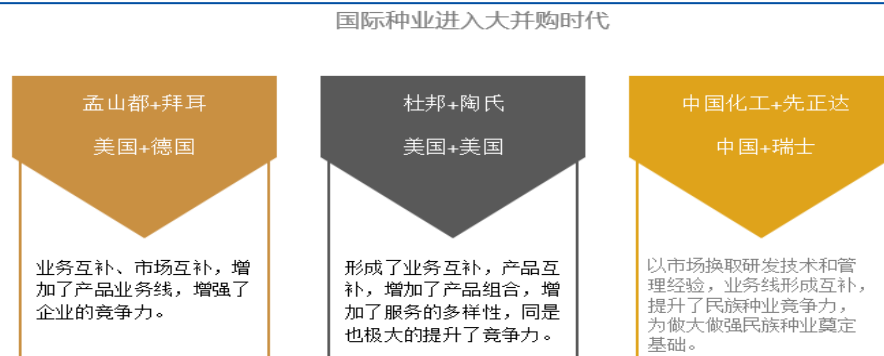 国际种业进入大并购时代
孟山都+拜耳
美国+德国
业务互补、市场互补，增
加了产品业务线，增强了
企业的竞争力。
杜邦+陶氏
美国+美国
形成了业务互补，产品互
补，增加了产品组合，增
加了服务的多样性，同是
也极大的提升了竞争力。
中国化工+先正达
中国+瑞士
以市场换取研发技术和管
理经验，业务线形成互补，
提升了民族种业竞争力，
为做大做强民族种业奠定
基础。